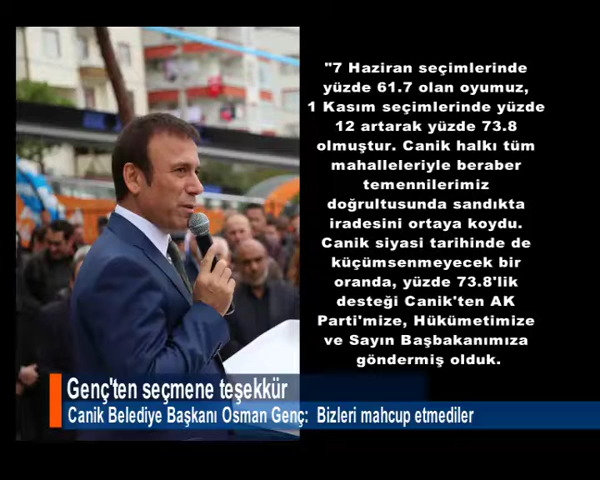 "7 Haziran seçimlerinde
yüzde 61.7 olan oyumuz,
1 Kasım seçimlerinde yüzde
12 artarak yüzde 73.8
olmuştur. Canik halkı tüm
mahalleleriyle beraber
temennilerimiz
doğrultusunda sandıkta
iradesini ortaya koydu.
Canik siyasi tarihinde de
küçümsenmeyecek bir
oranda, yüzde 73.8'lik
desteği Canik'ten AK
Parti'mize, Hükümetimize
ve Sayın Başbakanımıza
göndermiş olduk.
Genç'ten seçmene teşekkür
Canik Belediye Başkanı Osman Genç: Bizleri mahcup etmediler